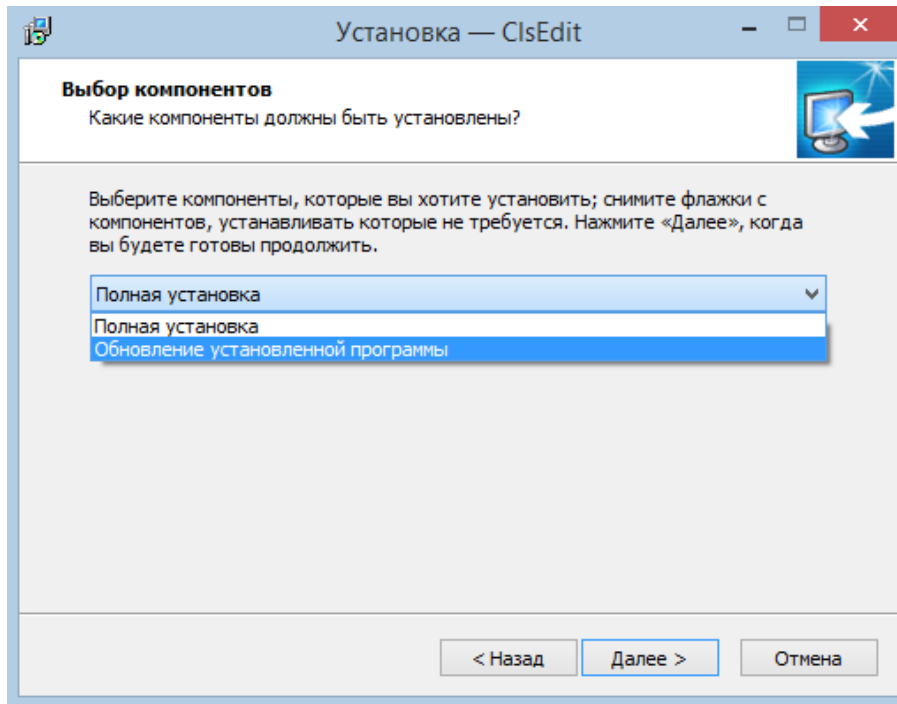 Установка — ClsEdit
Выбор компонентов
Какие компоненты должны быть установлены?
Выберите компоненты, которые вы хотите установить; снимите флажки с
компонентов, устанавливать которые не требуется. Нажмите «Далее», когда
вы будете готовы продолжить.
Полная установка
Полная установка
Обновление установленной программы
< Назад
Далее >
Отмена